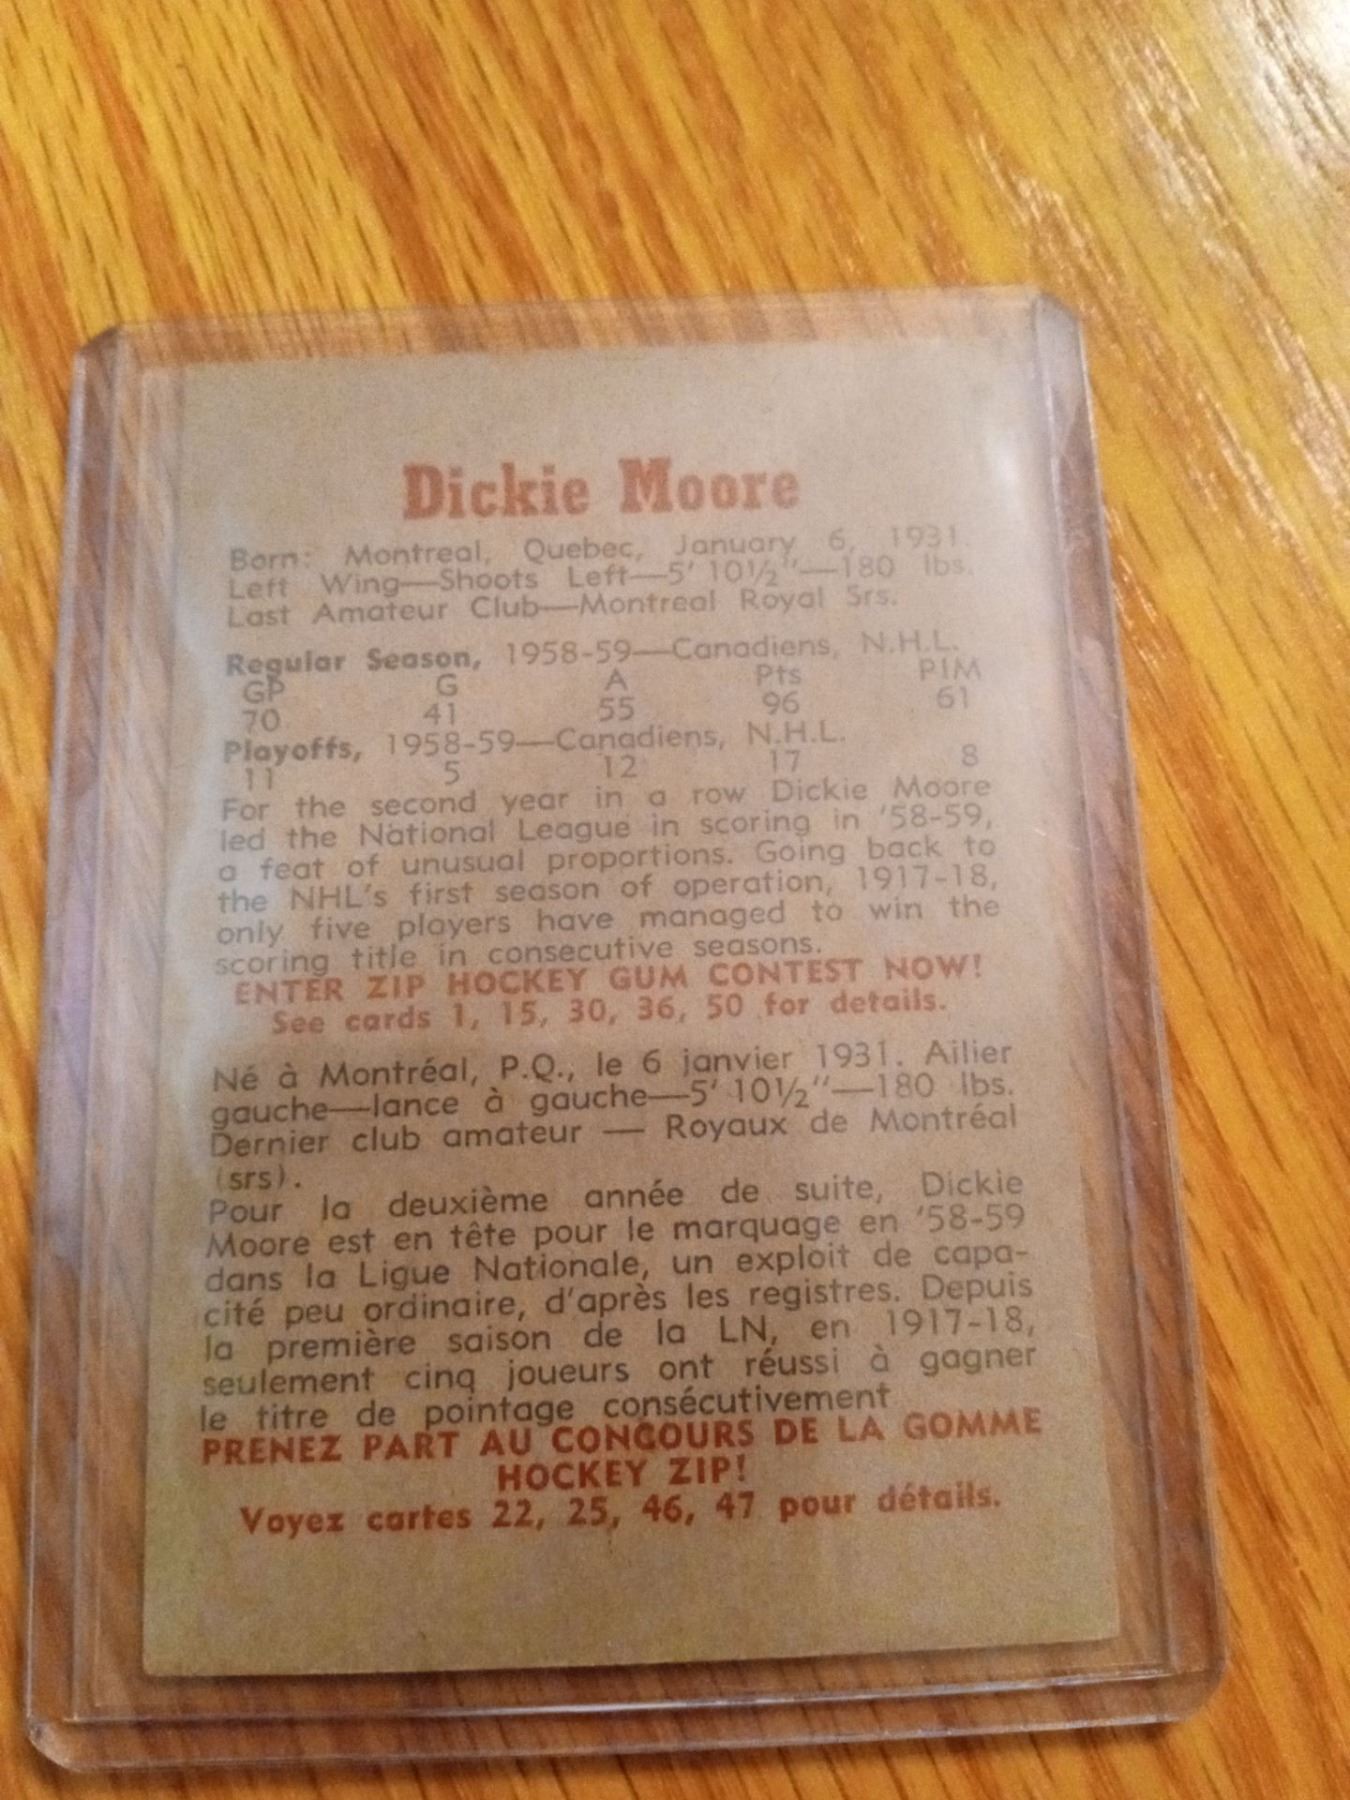 Dickie Moore
Born: Montreal, Quebec, January 6, 1931.
Left Wing—Shoots Left—5' 10½"—180 lbs.
Last Amateur Club—Montreal Royal Srs.
Regular Season, 1958-59—Canadiens, N.H.L.
GP G A Pts PIM
70 41 55 96 61
Playoffs, 1958-59—Canadiens, N.H.L.
11 5 12 17 8
For the second year in a row Dickie Moore
led the National League in scoring in '58-59,
a feat of unusual proportions. Going back to
the NHL's first season of operation, 1917-18,
only five players have managed to win the
scoring title in consecutive seasons.
ENTER ZIP HOCKEY GUM CONTEST NOW!
See cards 1, 15, 30, 36, 50 for details.
Né à Montréal, P.Q., le 6 janvier 1931. Ailier
gauche—lance à gauche—5' 10½"—180 lbs.
Dernier club amateur — Royaux de Montréal
(srs).
Pour la deuxième année de suite, Dickie
Moore est en tête pour le marquage en '58-59
dans la Ligue Nationale, un exploit de capa-
cité peu ordinaire, d'après les registres. Depuis
la première saison de la LN, en 1917-18,
seulement cinq joueurs ont réussi à gagner
le titre de pointage consécutivement
PRENEZ PART AU CONCOURS DE LA GOMME
HOCKEY ZIP!
Voyez cartes 22, 25, 46, 47 pour détails.